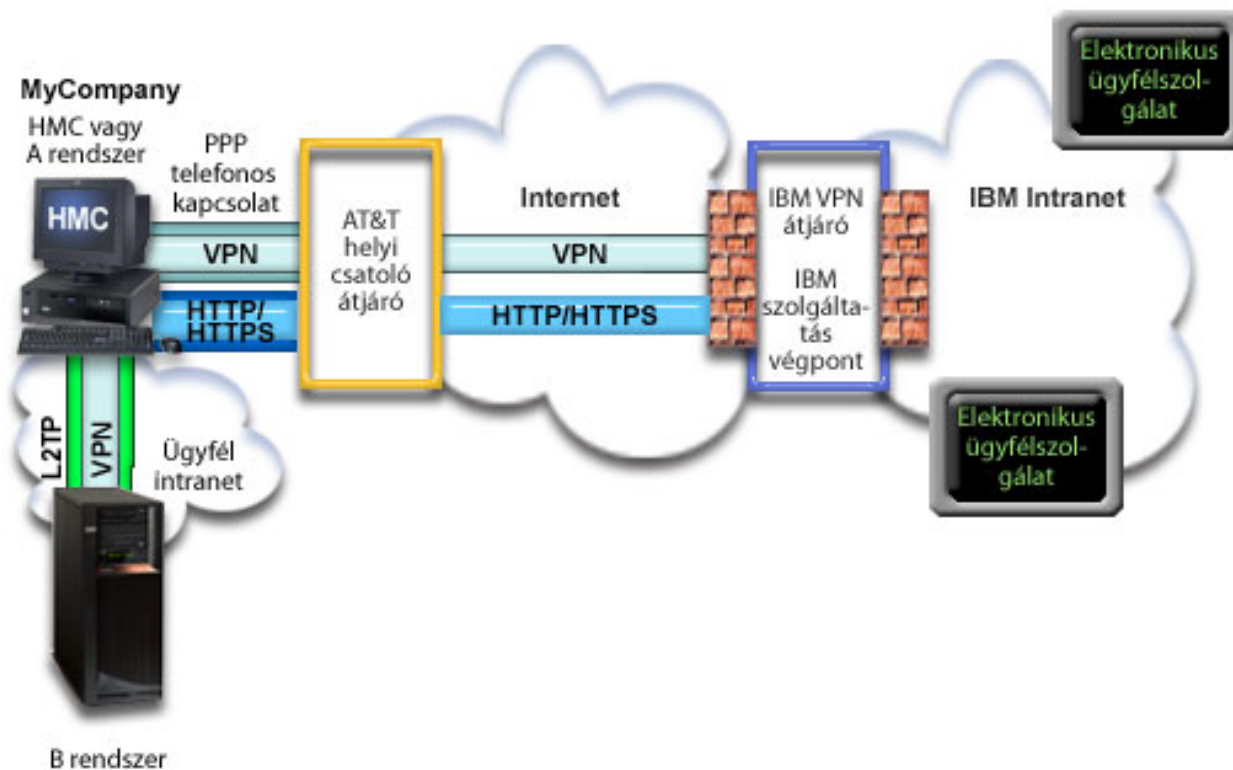 MyCompany
HMC vagy
A rendszer
HMC
PPP
telefonos
kapcsolat
VPN
HTTP/
HTTPS
AT&T
helyi
csatoló
átjáró
Internet
VPN
HTTP/HTTPS
IBM VPN
átjáró
IBM
szolgálta-
tás
végpont
IBM Intranet
Elektronikus
ügyfélszol-
gálat
Elektronikus
ügyfélszol-
gálat
L2TP
VPN
Ügyfél
intranet
B rendszer